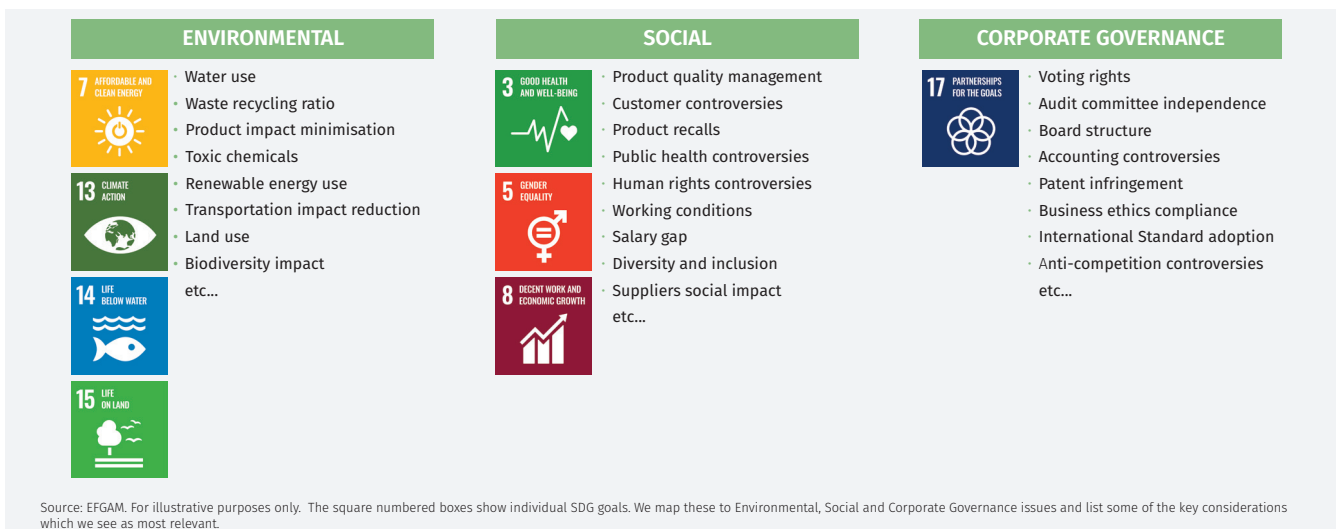 ENVIRONMENTAL
7 AFFORDABLE AND
CLEAN ENERGY
13 CLIMATE
ACTION
14 LIFE
BELOW WATER
15 LIFE
ON LAND
· Water use
• Waste recycling ratio
• Product impact minimisation
• Toxic chemicals
• Renewable energy use
• Transportation impact reduction
• Land use
• Biodiversity impact
etc...
SOCIAL
3 GOOD HEALTH
AND WELL-BEING
5 GENDER
EQUALITY
8 DECENT WORK AND
ECONOMIC GROWTH
· Product quality management
· Customer controversies
· Product recalls
· Public health controversies
· Human rights controversies
· Working conditions
· Salary gap
· Diversity and inclusion
· Suppliers social impact
etc...
CORPORATE GOVERNANCE
17 PARTNERSHIPS
FOR THE GOALS
· Voting rights
· Audit committee independence
· Board structure
· Accounting controversies
· Patent infringement
· Business ethics compliance
· International Standard adoption
· Anti-competition controversies
etc...
Source: EFGAM. For illustrative purposes only. The square numbered boxes show individual SDG goals. We map these to Environmental, Social and Corporate Governance issues and list some of the key considerations
which we see as most relevant.